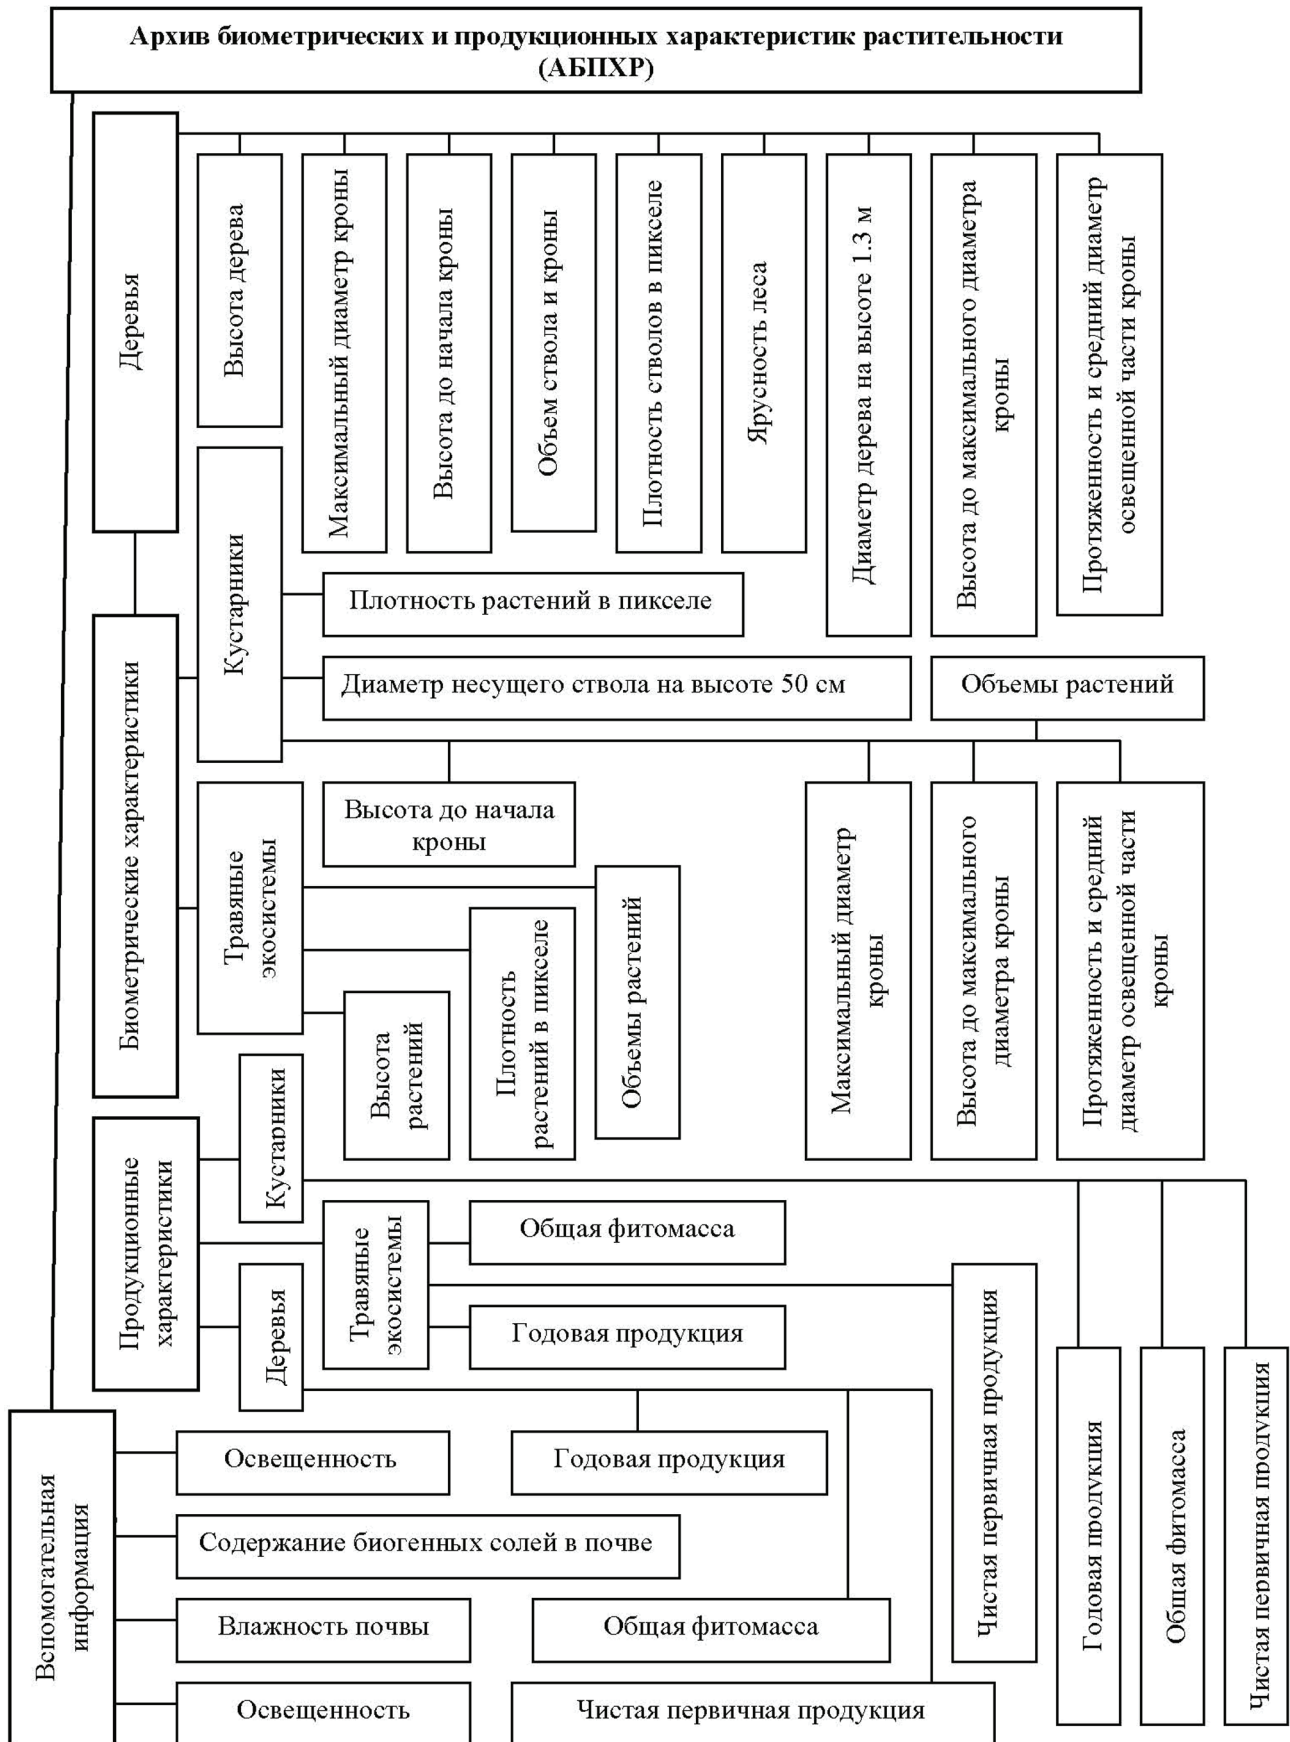 Архив биометрических и продукционных характеристик растительности
(АБПХР)
Деревья
Высота дерева
Максимальный диаметр кроны
Высота до начала кроны
Объем ствола и кроны
Плотность стволов в пикселе
Ярусность леса
Диаметр дерева на высоте 1.3 м
Высота до максимального диаметра
кроны
Протяженность и средний диаметр
освещенной части кроны
Биометрические характеристики
Кустарники
Плотность растений в пикселе
Диаметр несущего ствола на высоте 50 см
Объемы растений
Высота до начала
кроны
Максимальный диаметр
кроны
Высота до максимального
диаметра кроны
Протяженность и средний
диаметр освещенной части
кроны
Травяные
экосистемы
Высота
растений
Плотность
растений в пикселе
Объемы растений
Продукционные
характеристики
Кустарники
Травяные
экосистемы
Деревья
Общая фитомасса
Годовая продукция
Чистая первичная продукция
Годовая продукция
Общая фитомасса
Чистая первичная продукция
Годовая продукция
Общая фитомасса
Чистая первичная продукция
Вспомогательная
информация
Освещенность
Содержание биогенных солей в почве
Влажность почвы
Освещенность